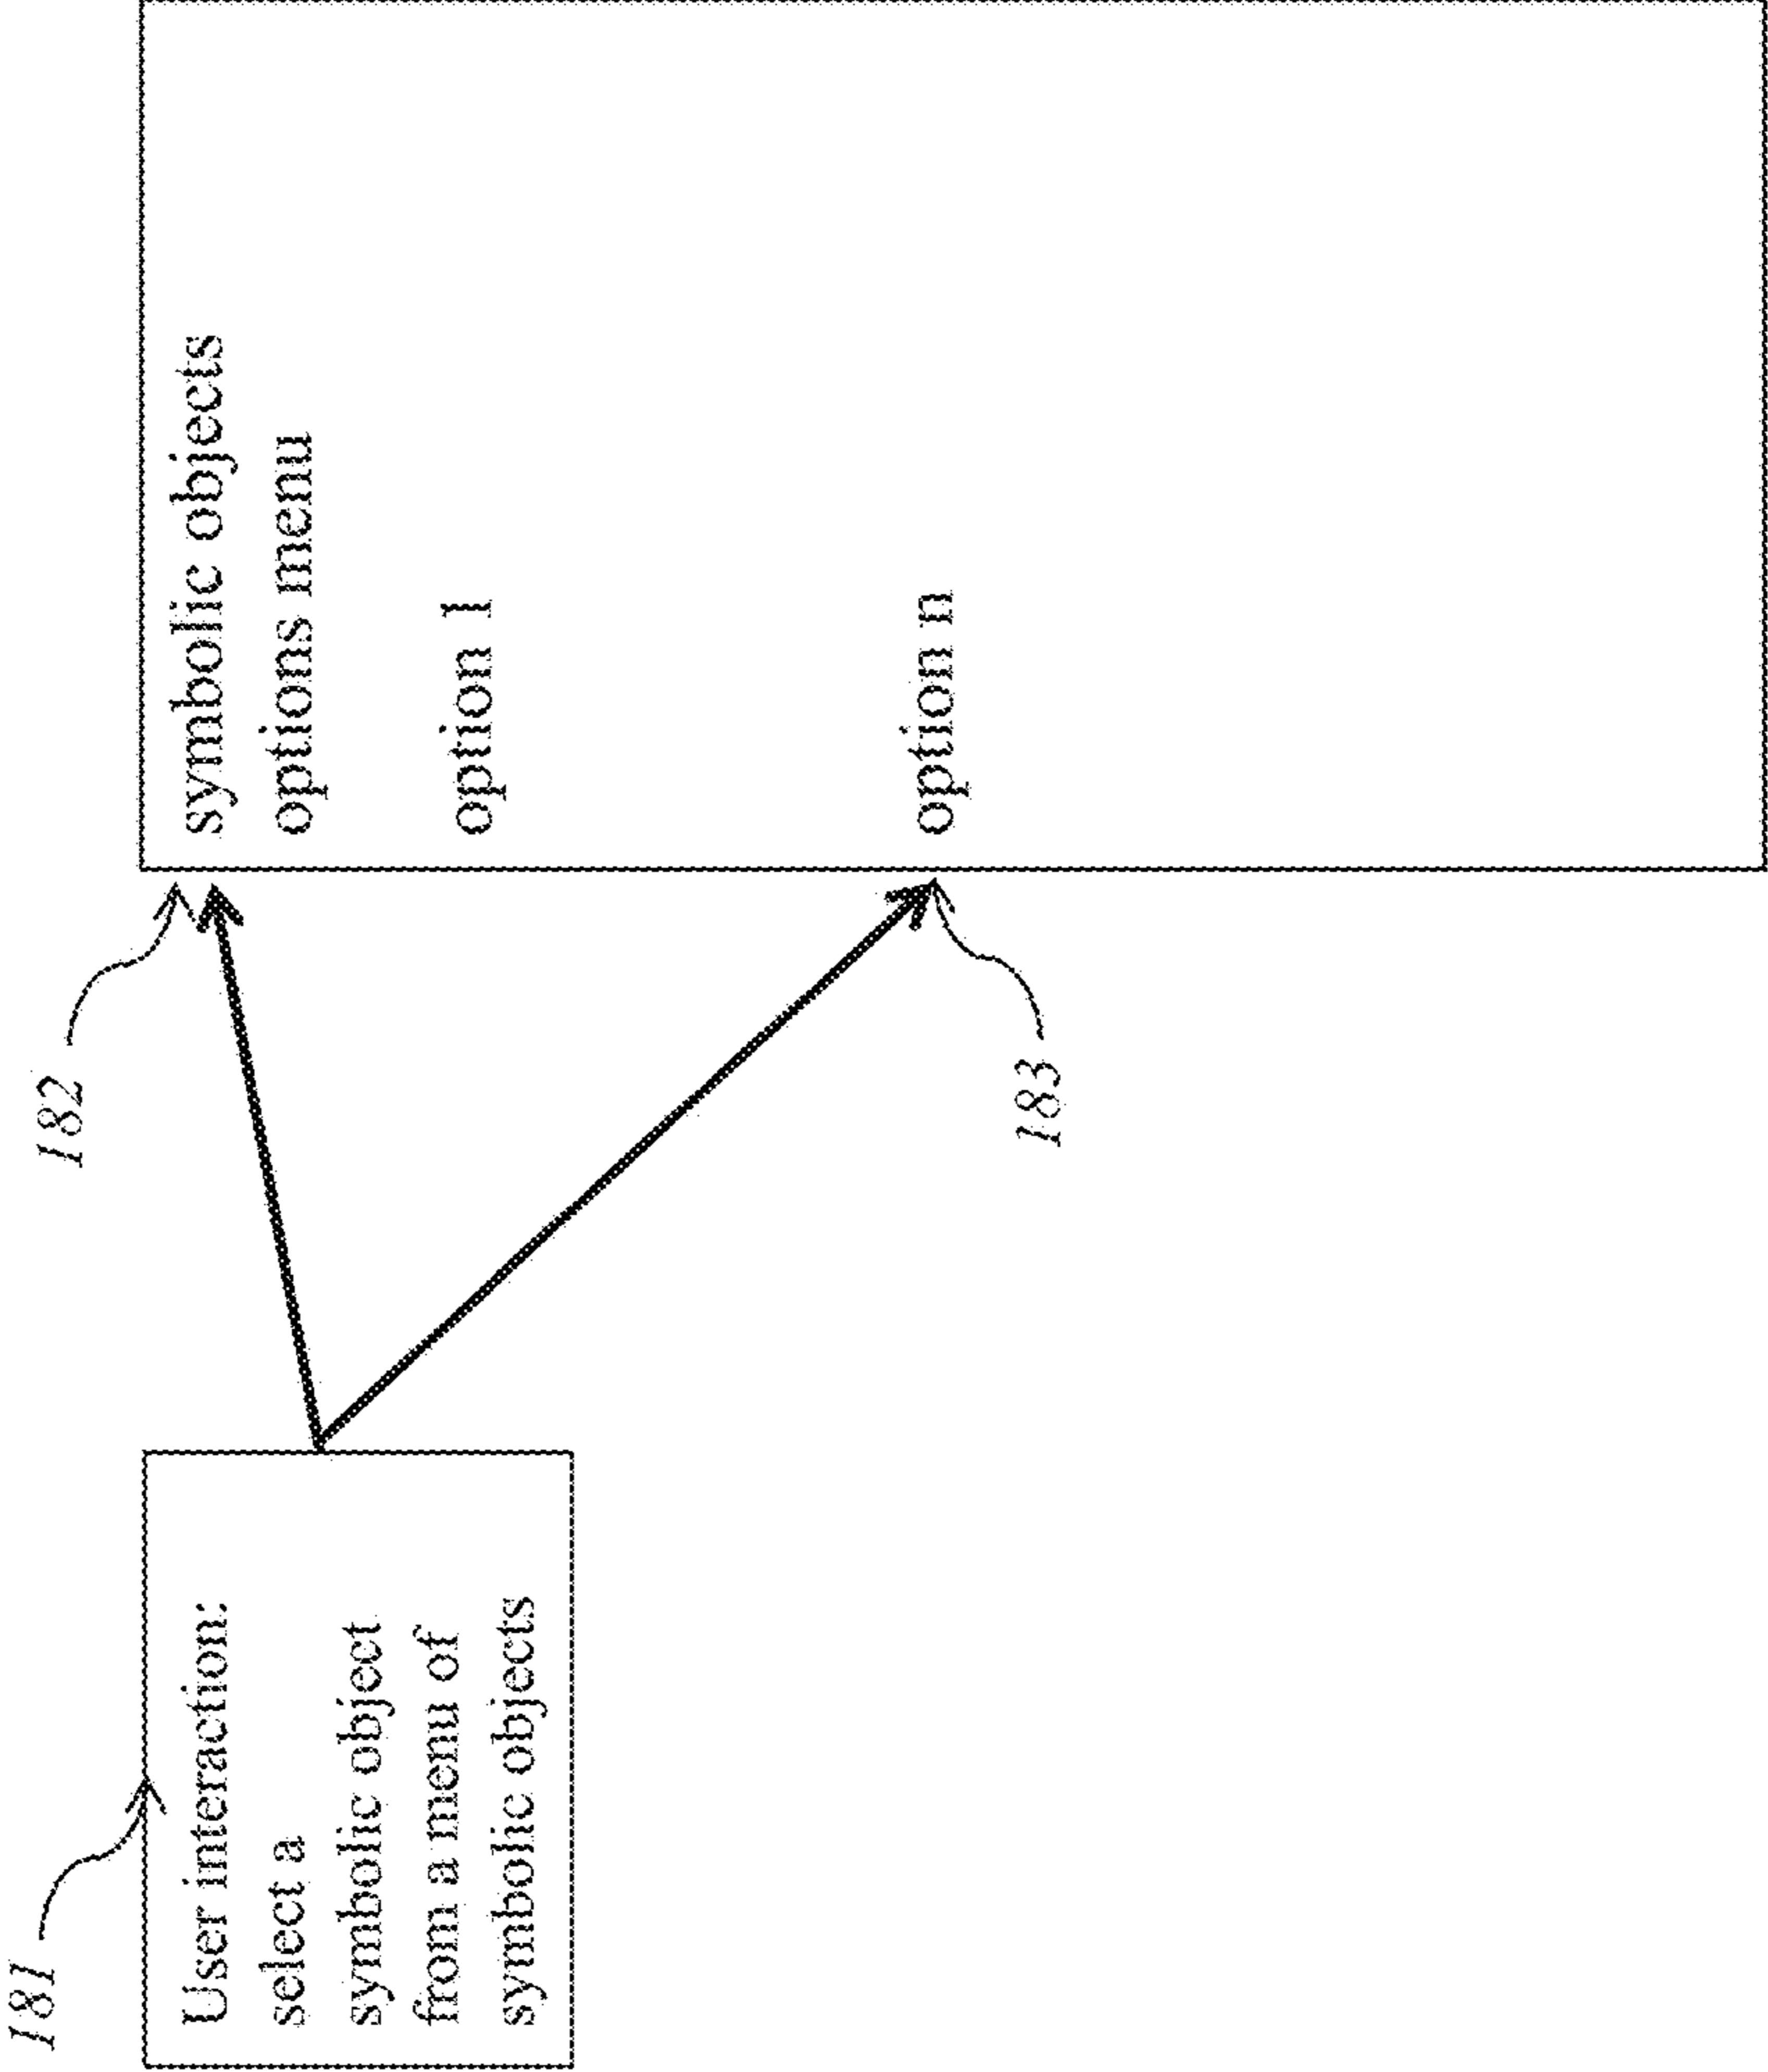 181
User interaction:
select a
symbolic object
from a menu of
symbolic objects
182
symbolic objects
options menu
option 1
option n
183